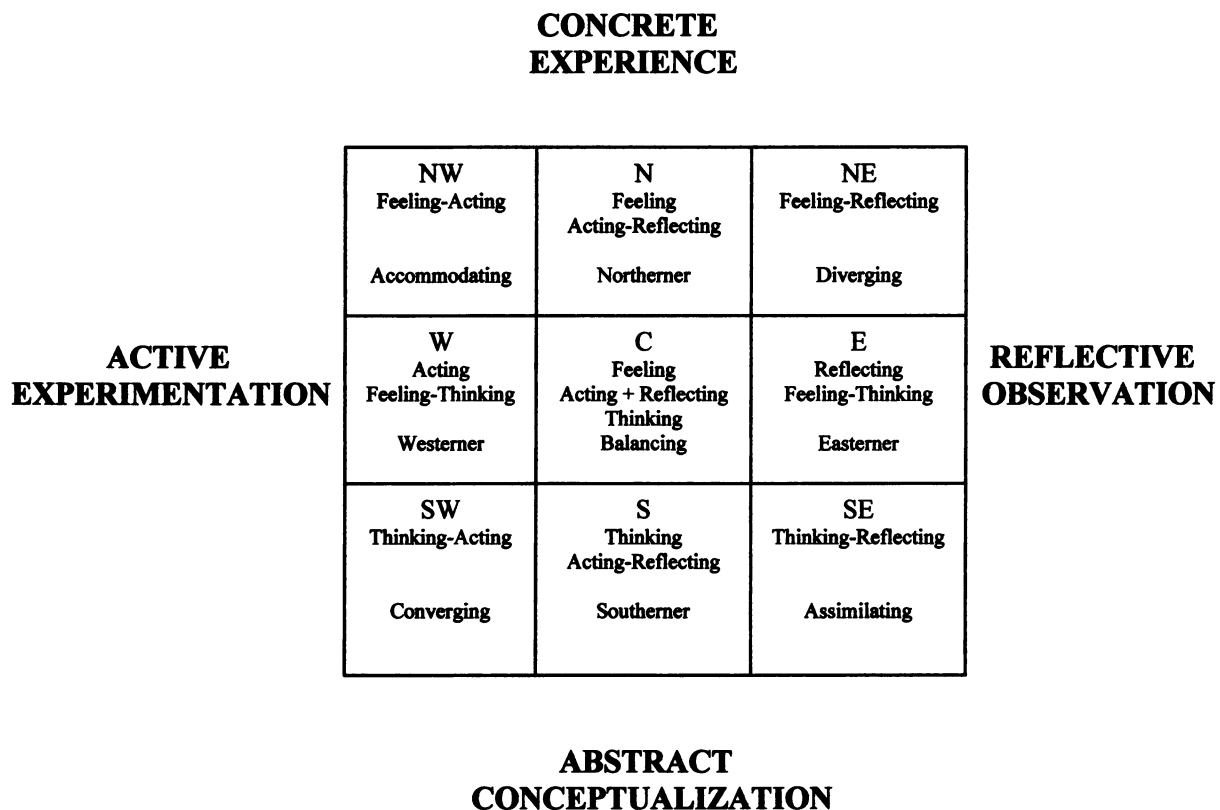 CONCRETE
EXPERIENCE
NW
Feeling-Acting
Accommodating
N
Feeling
Acting-Reflecting
Northerner
NE
Feeling-Reflecting
Diverging
ACTIVE
EXPERIMENTATION
W
Acting
Feeling-Thinking
Westerner
C
Feeling
Acting + Reflecting
Thinking
Balancing
E
Reflecting
Feeling-Thinking
Easterner
REFLECTIVE
OBSERVATION
SW
Thinking-Acting
Converging
S
Thinking
Acting-Reflecting
Southerner
SE
Thinking-Reflecting
Assimilating
ABSTRACT
CONCEPTUALIZATION